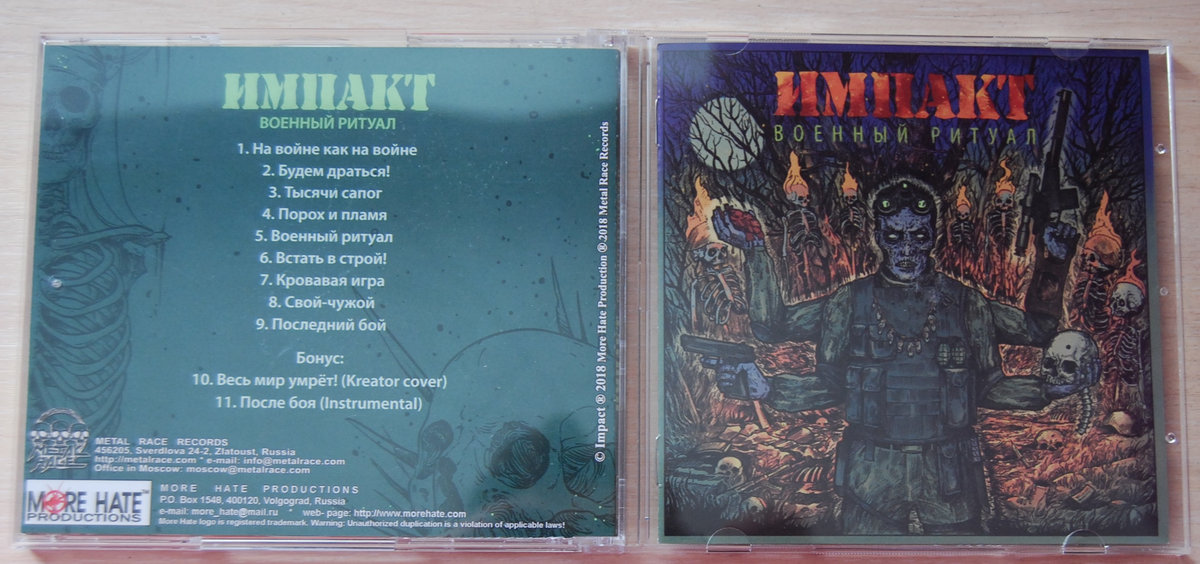 ИМПАКТ
ВОЕННЫЙ РИТУАЛ
1. На войне как на войне
2. Будем драться!
3. Тысячи сапог
4. Порох и пламя
5. Военный ритуал
6. Встать в строй!
7. Кровавая игра
8. Свой-чужой
9. Последний бой
Бонус:
10. Весь мир умрёт! (Kreator cover)
11. После боя (Instrumental)
METAL RACE RECORDS
456205, Sverdlova 24-2, Zlatoust, Russia
http://metalrace.com * e-mail: info@metalrace.com
Office in Moscow: moscow@metalrace.com
MORE HATE
PRODUCTIONS
MORE HATE PRODUCTIONS
P.O. Box 1548, 400120, Volgograd, Russia
e-mail: more_hate@mail.ru * web- page: http://www.morehate.com
More Hate logo is registered trademark. Warning: Unauthorized duplication is a violation of applicable laws!
© Impact ® 2018 More Hate Production ® 2018 Metal Race Records
ИМПАКТ
ВОЕННЫЙ РИТУАЛ